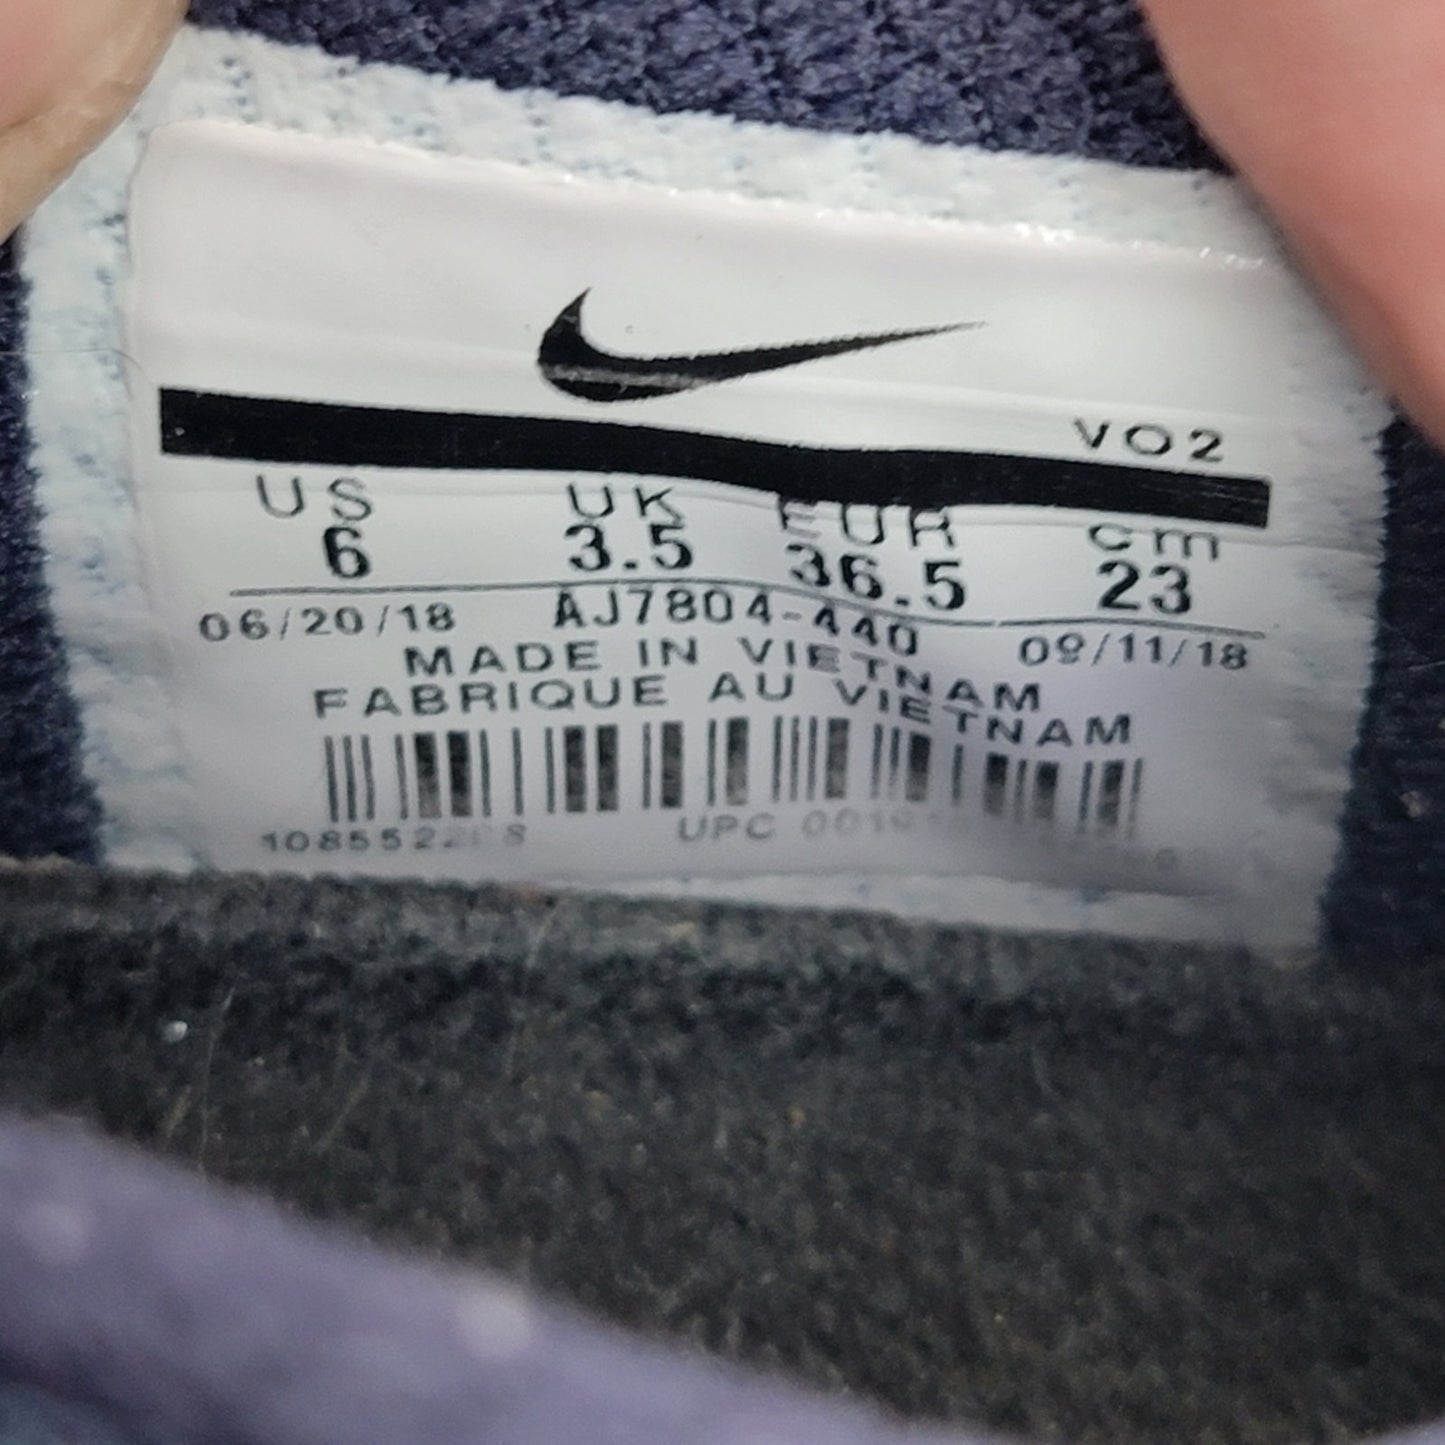 VO2
US UK EUR cm
6 3.5 36.5 23
06/20/18 AJ7804-440 09/11/18
MADE IN VIETNAM
FABRIQUE AU VIETNAM
UPC